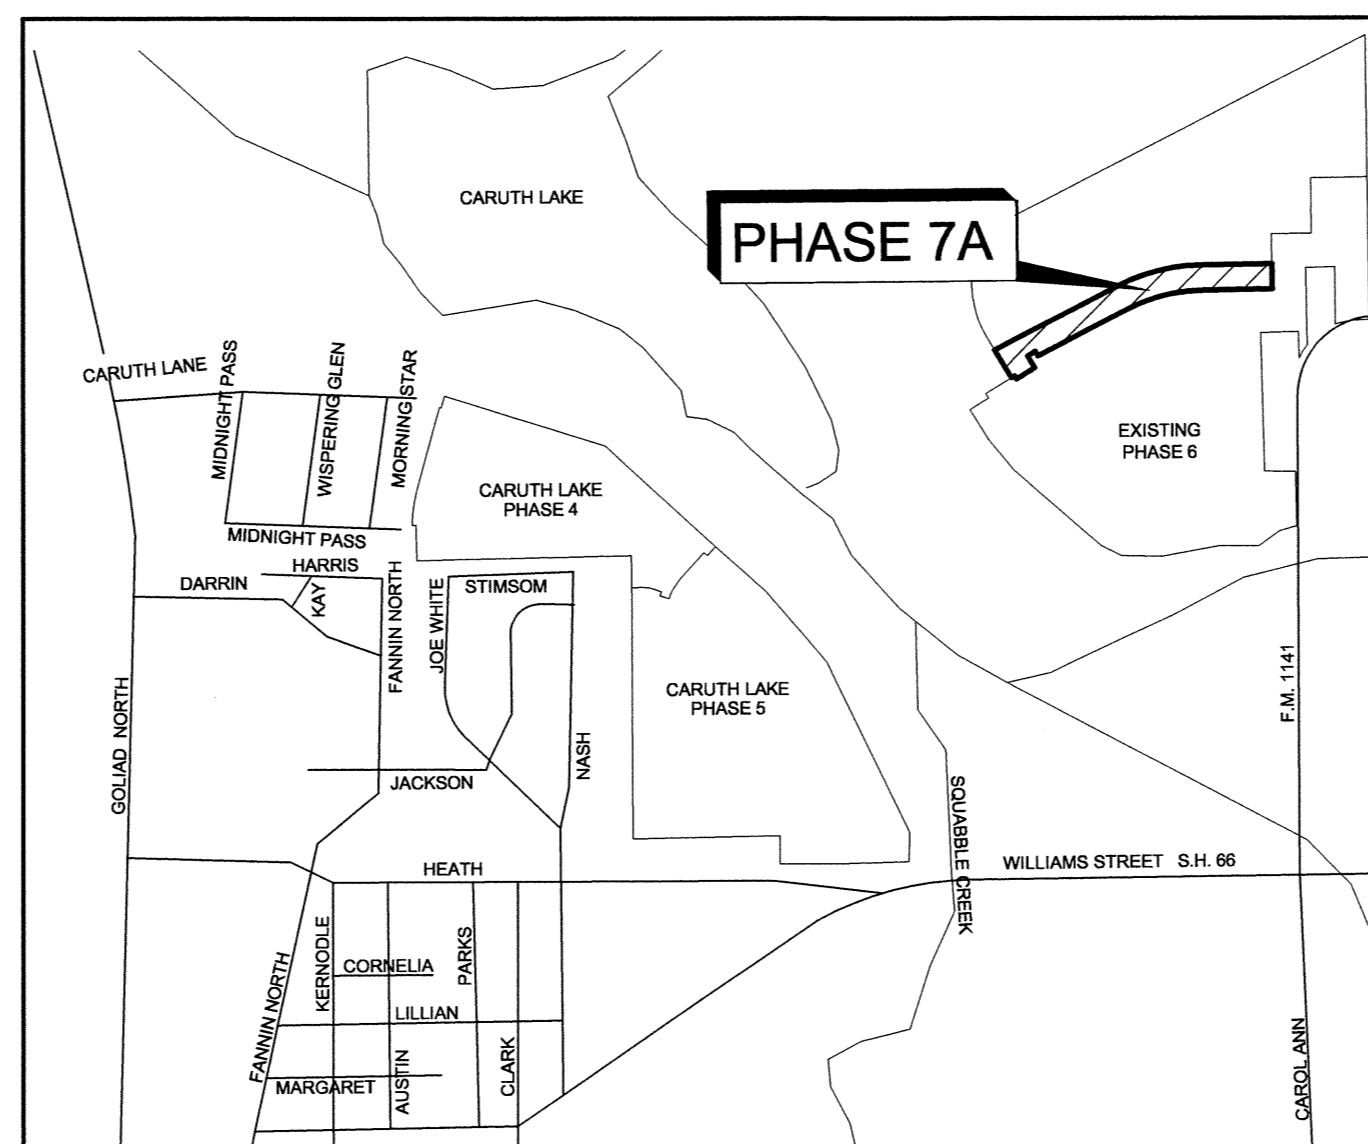 CARUTH LAKE
PHASE 7A
CARUTH LANE
MIDNIGHT PASS
WISPERING GLEN
MORNING STAR
EXISTING
PHASE 6
CARUTH LAKE
PHASE 4
MIDNIGHT PASS
HARRIS
DARRIN
KAY
FANNIN NORTH
JOE WHITE
STIMSOM
GOLIAD NORTH
CARUTH LAKE
PHASE 5
F.M. 1141
NASH
JACKSON
SQUABBLE CREEK
HEATH
WILLIAMS STREET S.H. 66
FANNIN NORTH
KERNODLE
CORNELIA
PARKS
LILLIAN
MARGARET
AUSTIN
CLARK
CAROL ANN